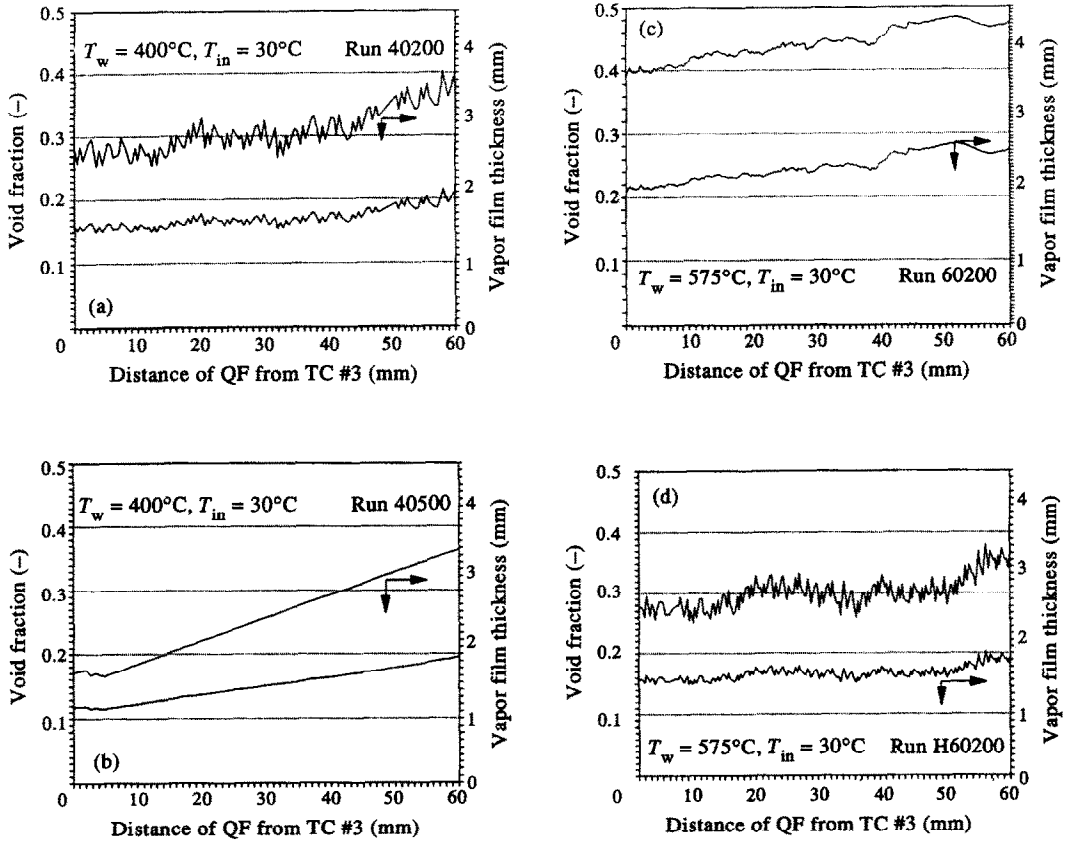 0.5
0.4
0.3
0.2
0.1
Void fraction (–)
T_w = 400°C, T_in = 30°C Run 40200
(a)
4
3
2
1
0
Vapor film thickness (mm)
0 10 20 30 40 50 60
Distance of QF from TC #3 (mm)
0.5
0.4
0.3
0.2
0.1
Void fraction (–)
(c)
T_w = 575°C, T_in = 30°C Run 60200
4
3
2
1
0
Vapor film thickness (mm)
0 10 20 30 40 50 60
Distance of QF from TC #3 (mm)
0.5
0.4
0.3
0.2
0.1
Void fraction (–)
T_w = 400°C, T_in = 30°C Run 40500
(b)
4
3
2
1
0
Vapor film thickness (mm)
0 10 20 30 40 50 60
Distance of QF from TC #3 (mm)
0.5
0.4
0.3
0.2
0.1
Void fraction (–)
(d)
T_w = 575°C, T_in = 30°C Run H60200
4
3
2
1
0
Vapor film thickness (mm)
0 10 20 30 40 50 60
Distance of QF from TC #3 (mm)